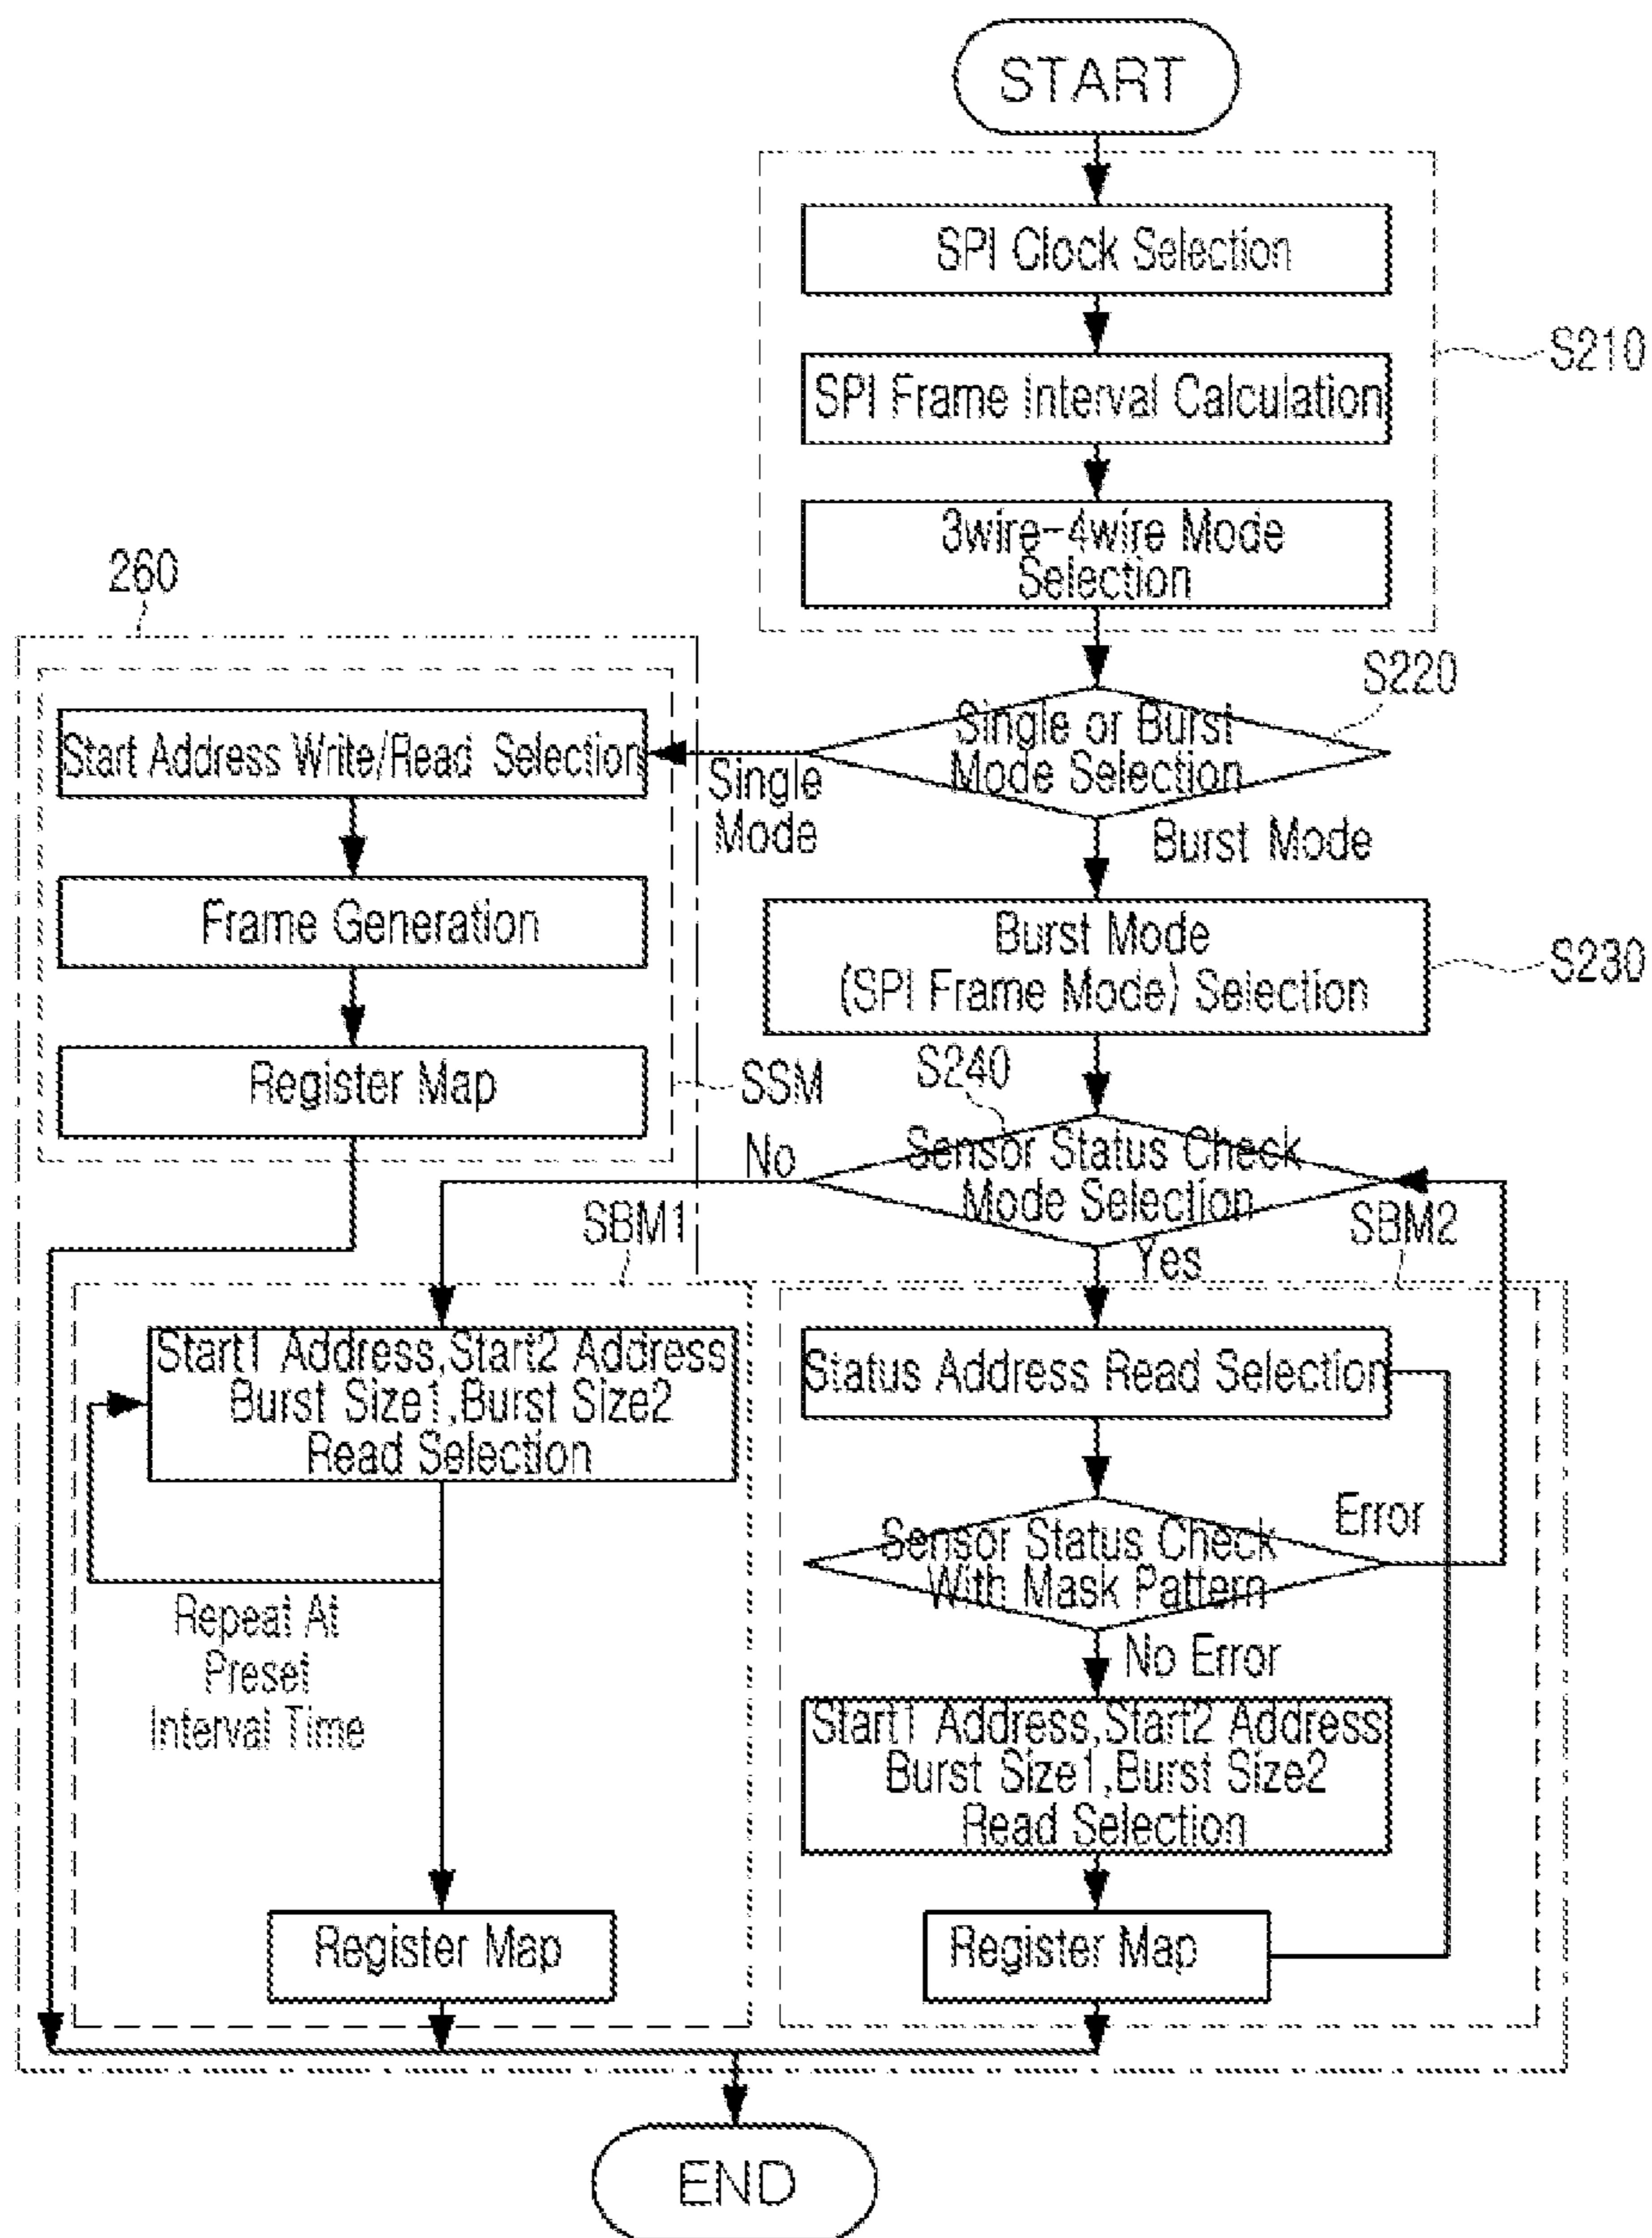 START
SPI Clock Selection
SPI Frame Interval Calculation
S210
3wire-4wire Mode
Selection
260
S220
Single or Burst
Mode Selection
Start Address Write/Read Selection
Single
Mode
Burst Mode
Frame Generation
Burst Mode
(SPI Frame Mode) Selection
S230
Register Map
SSM
S240
Sensor Status Check
Mode Selection
No
Yes
SBM1
SBM2
Start1 Address,Start2 Address
Burst Size1,Burst Size2
Read Selection
Status Address Read Selection
Sensor Status Check
With Mask Pattern
Error
Repeat At
Preset
Interval Time
No Error
Start1 Address,Start2 Address
Burst Size1,Burst Size2
Read Selection
Register Map
Register Map
END